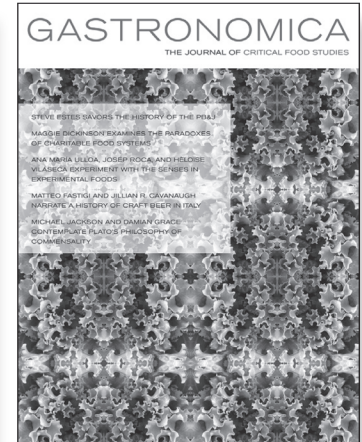 GASTRONOMICA
THE JOURNAL OF CRITICAL FOOD STUDIES
STEVE ESTES SAVORS THE HISTORY OF THE PB&J
MAGGIE DICKINSON EXAMINES THE PARADOXES
OF CHARITABLE FOOD SYSTEMS
ANA MARIA ULLOA, JOSEP ROCA, AND HELOISE
VILASECA EXPERIMENT WITH THE SENSES IN
EXPERIMENTAL FOODS
MATTEO FASTIGI AND JILLIAN R. CAVANAUGH
NARRATE A HISTORY OF CRAFT BEER IN ITALY
MICHAEL JACKSON AND DAMIAN GRACE
CONTEMPLATE PLATO'S PHILOSOPHY OF
COMMENSALITY